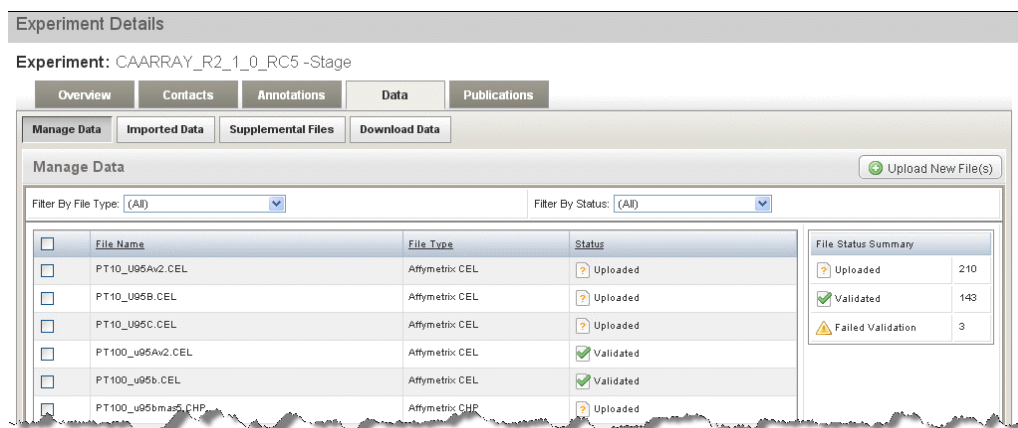 Experiment Details
Experiment: CAARRAY_R2_1_0_RC5 -Stage
Overview Contacts Annotations Data Publications
Manage Data Imported Data Supplemental Files Download Data
Manage Data Upload New File(s)
Filter By File Type: (All) Filter By Status: (All)
File Name File Type Status File Status Summary
PT10_U95Av2.CEL Affymetrix CEL Uploaded Uploaded 210
PT10_U95B.CEL Affymetrix CEL Uploaded Validated 143
PT10_U95C.CEL Affymetrix CEL Uploaded Failed Validation 3
PT100_u95Av2.CEL Affymetrix CEL Validated
PT100_u95b.CEL Affymetrix CEL Validated
PT100_u95bmas5.CHP Affymetrix CHP Uploaded